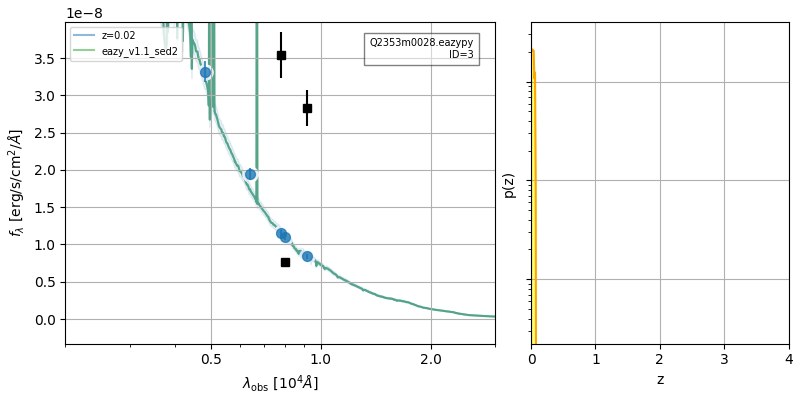 1e−8
z=0.02
eazy_v1.1_sed2
Q2353m0028.eazypy
ID=3
3.5
3.0
2.5
2.0
1.5
1.0
0.5
0.0
fλ [erg/s/cm²/Å]
0.5
1.0
2.0
λobs [10⁴Å]
p(z)
0
1
2
3
4
z